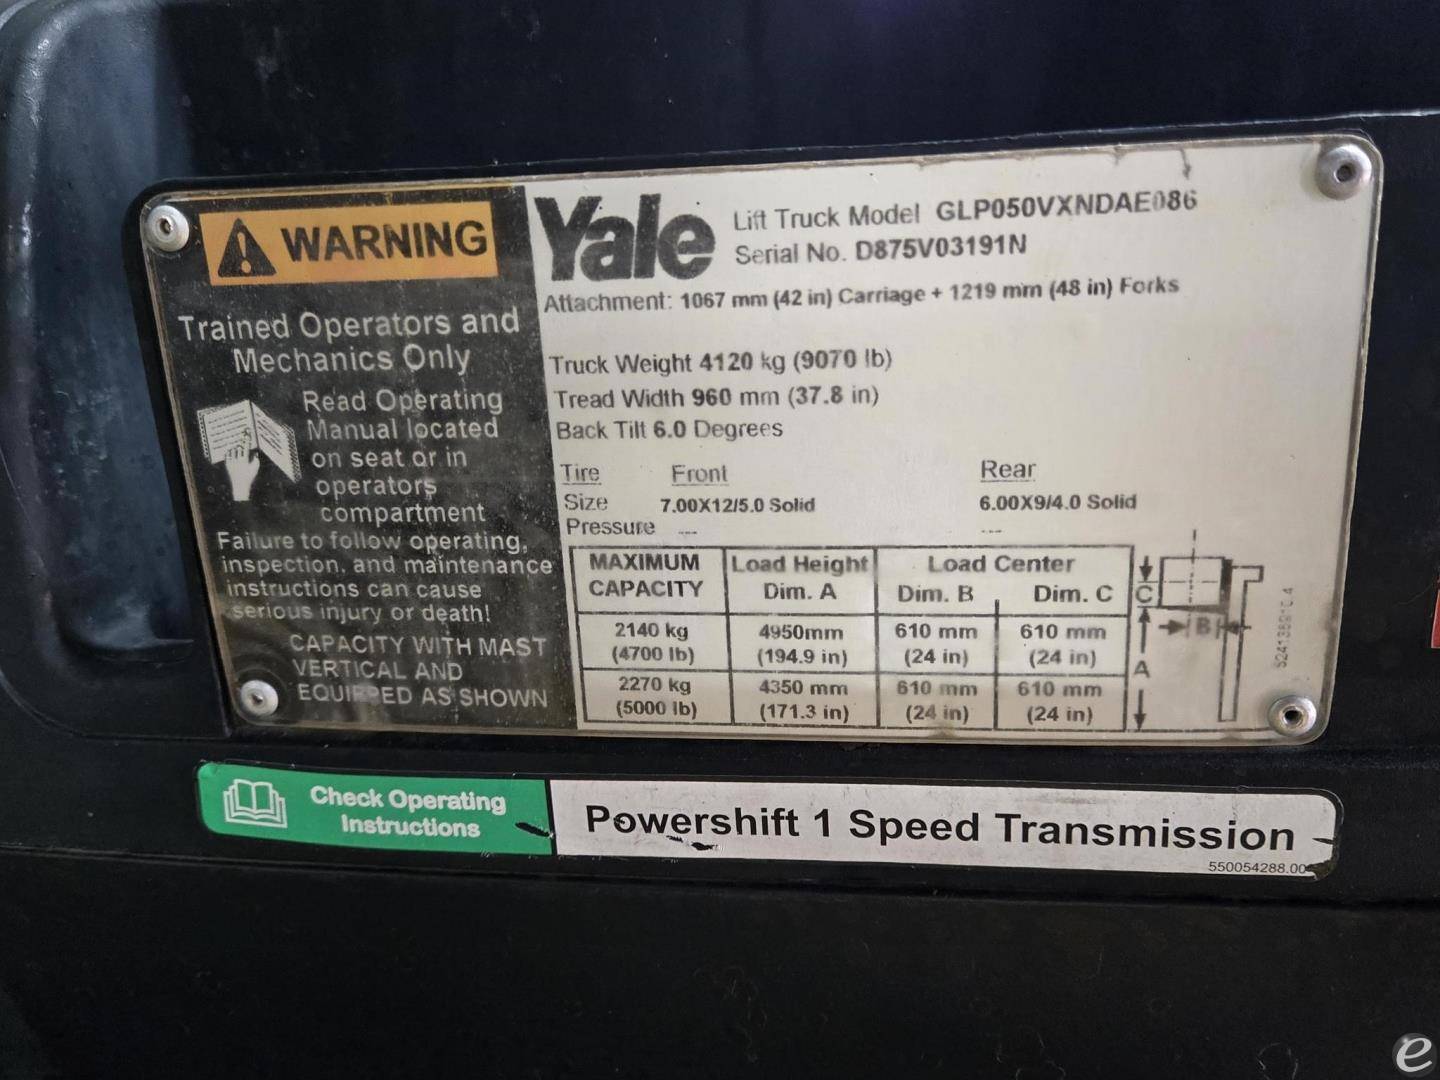 WARNING
Trained Operators and
Mechanics Only
Read Operating
Manual located
on seat or in
operators
compartment
Failure to follow operating,
inspection, and maintenance
instructions can cause
serious injury or death!
CAPACITY WITH MAST
VERTICAL AND
EQUIPPED AS SHOWN
Yale
Lift Truck Model GLP050VXNDAE086
Serial No. D875V03191N
Attachment: 1067 mm (42 in) Carriage + 1219 mm (48 in) Forks
Truck Weight 4120 kg (9070 lb)
Tread Width 960 mm (37.8 in)
Back Tilt 6.0 Degrees
Tire Front Rear
Size 7.00X12/5.0 Solid 6.00X9/4.0 Solid
Pressure --- ---
MAXIMUM CAPACITY Load Height Dim. A Load Center Dim. B Dim. C
2140 kg (4700 lb) 4950mm (194.9 in) 610 mm (24 in) 610 mm (24 in)
2270 kg (5000 lb) 4350 mm (171.3 in) 610 mm (24 in) 610 mm (24 in)
C
B
A
Check Operating
Instructions
Powershift 1 Speed Transmission
550054288.00
e